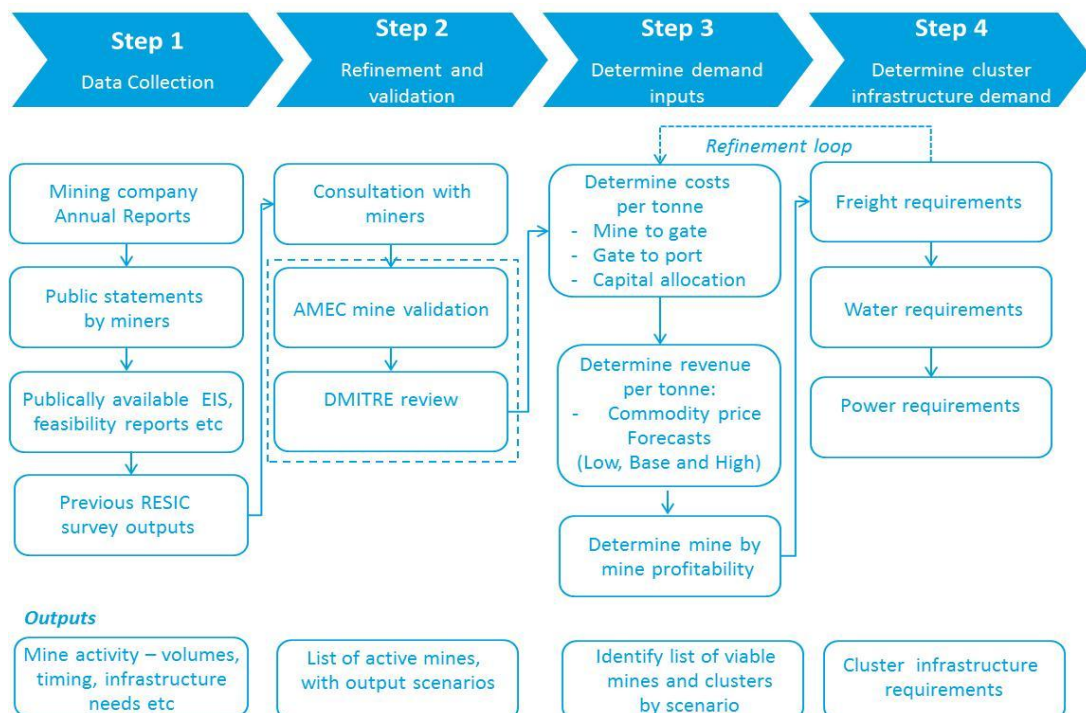 Step 1
Data Collection
Step 2
Refinement and
validation
Step 3
Determine demand
inputs
Step 4
Determine cluster
infrastructure demand
Refinement loop
Mining company
Annual Reports
Public statements
by miners
Publically available EIS,
feasibility reports etc
Previous RESIC
survey outputs
Consultation with
miners
AMEC mine validation
DMITRE review
Determine costs
per tonne
- Mine to gate
- Gate to port
- Capital allocation
Determine revenue
per tonne:
- Commodity price
Forecasts
(Low, Base and High)
Determine mine by
mine profitability
Freight requirements
Water requirements
Power requirements
Outputs
Mine activity – volumes,
timing, infrastructure
needs etc
List of active mines,
with output scenarios
Identify list of viable
mines and clusters
by scenario
Cluster infrastructure
requirements